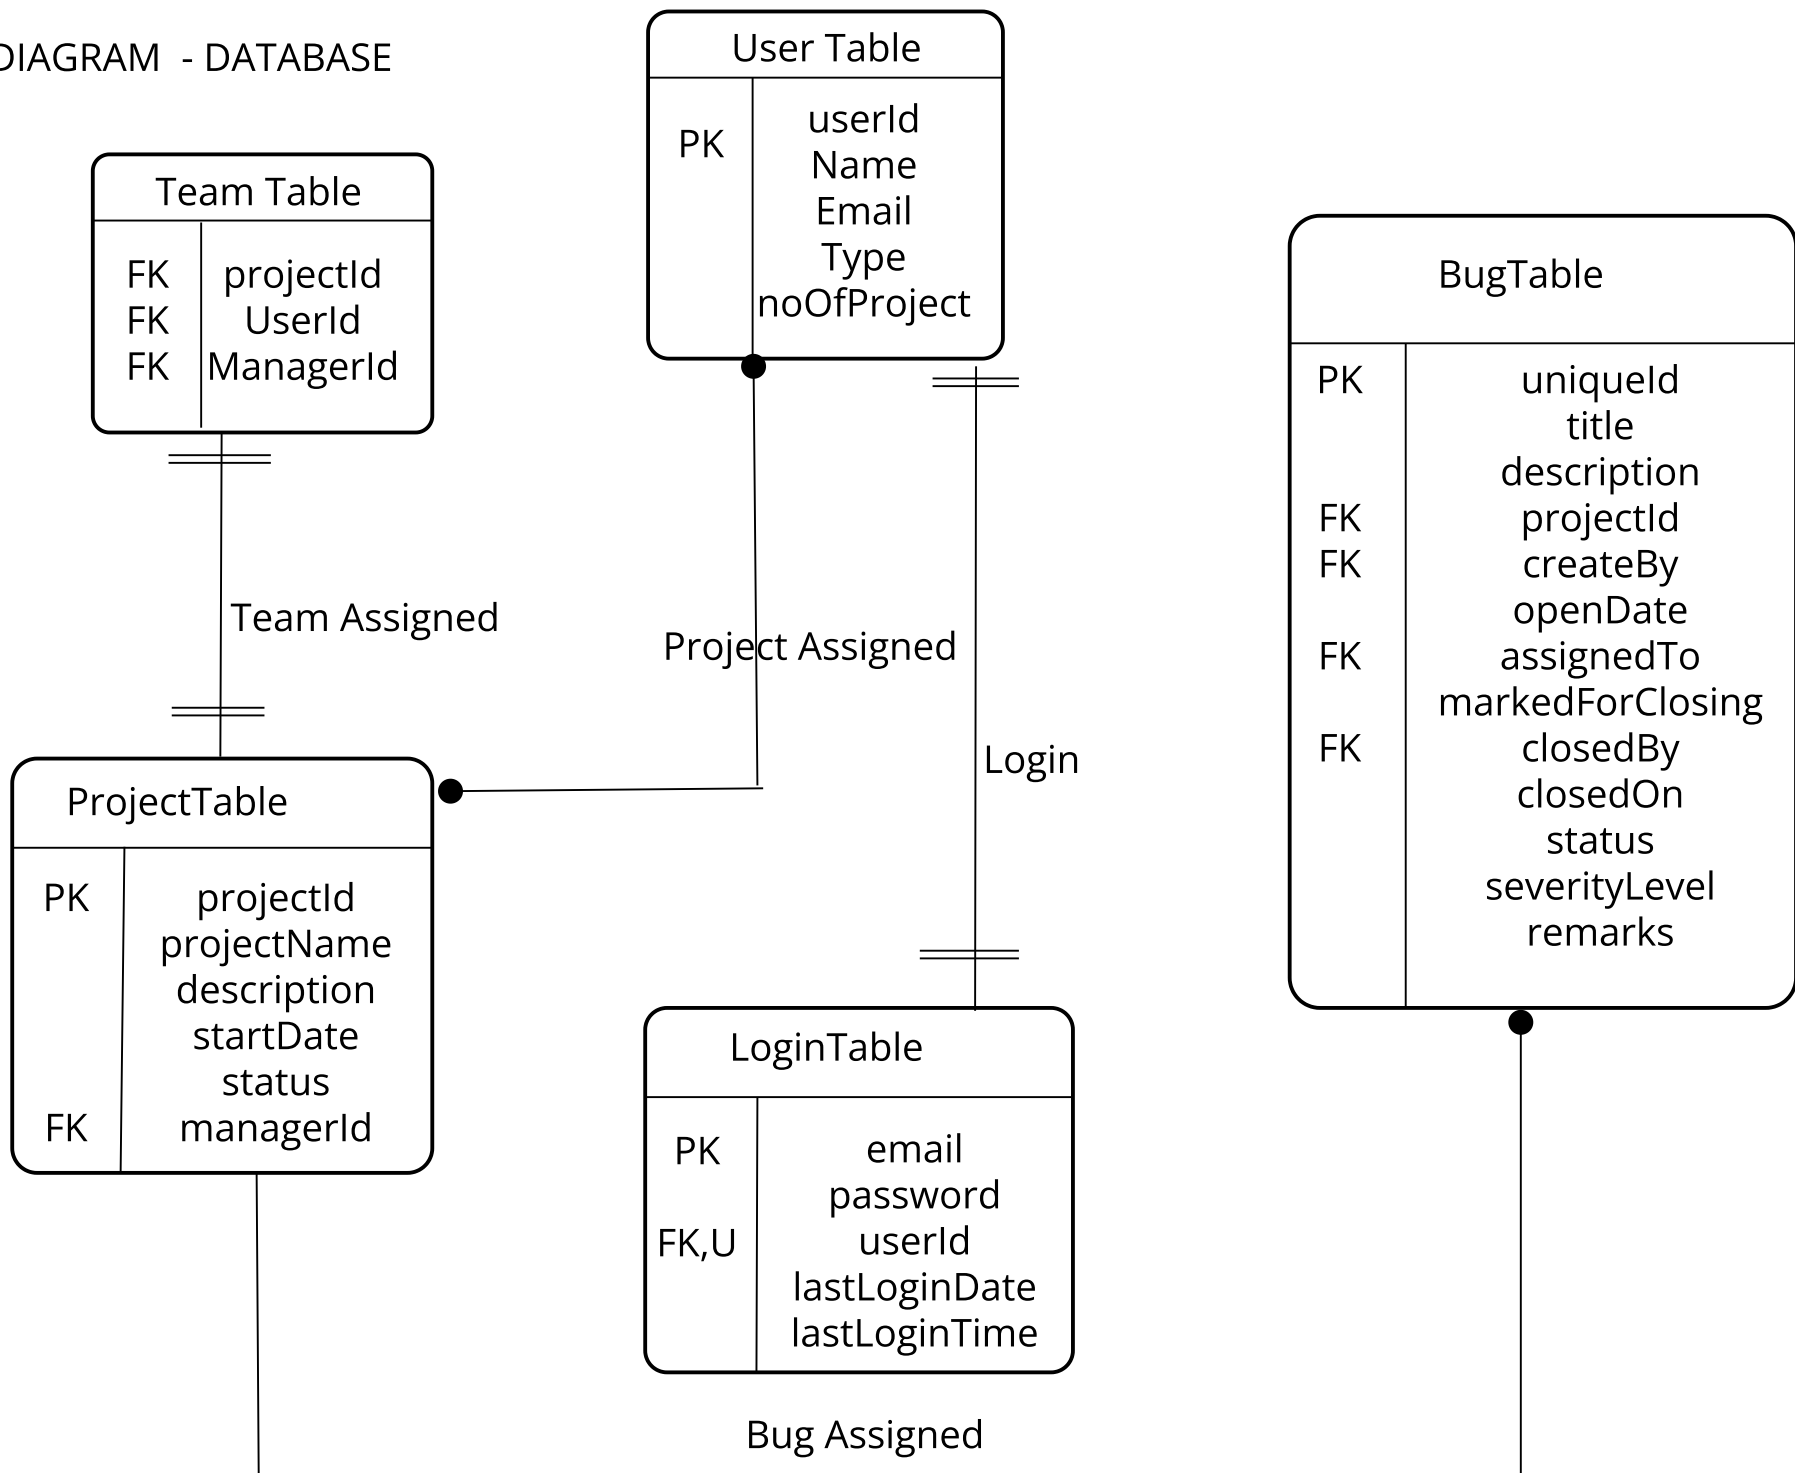 DIAGRAM - DATABASE
User Table
PK
userId
Name
Email
Type
noOfProject
Team Table
FK projectId
FK UserId
FK ManagerId
BugTable
PK uniqueId
title
description
FK projectId
FK createBy
openDate
FK assignedTo
markedForClosing
FK closedBy
closedOn
status
severityLevel
remarks
Team Assigned
Project Assigned
Login
ProjectTable
PK projectId
projectName
description
startDate
status
FK managerId
LoginTable
PK email
password
FK,U userId
lastLoginDate
lastLoginTime
Bug Assigned